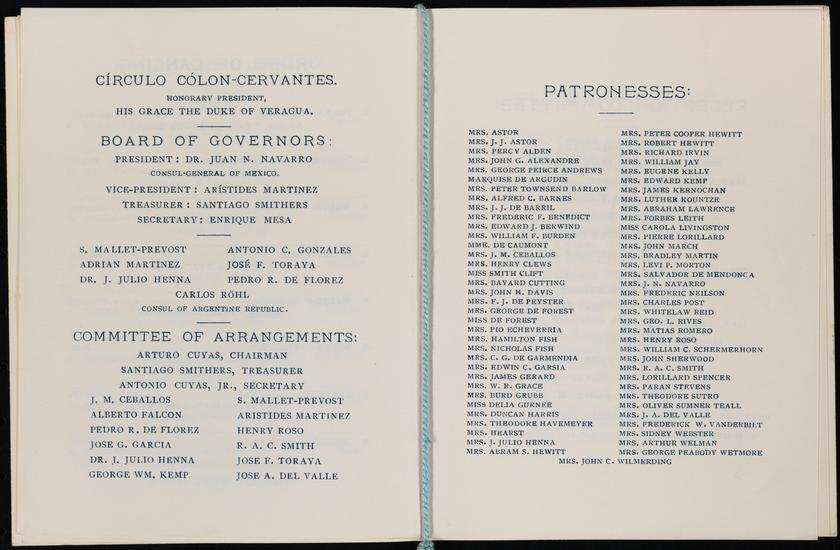 CÍRCULO CÓLON-CERVANTES.
HONORARY PRESIDENT,
HIS GRACE THE DUKE OF VERAGUA.
BOARD OF GOVERNORS:
PRESIDENT: DR. JUAN N. NAVARRO
CONSUL-GENERAL OF MEXICO.
VICE-PRESIDENT: ARÍSTIDES MARTINEZ
TREASURER: SANTIAGO SMITHERS
SECRETARY: ENRIQUE MESA
S. MALLET-PREVOST
ADRIAN MARTINEZ
DR. J. JULIO HENNA
ANTONIO C. GONZALES
JOSÉ F. TORAYA
PEDRO R. DE FLOREZ
CARLOS RÖHL
CONSUL OF ARGENTINE REPUBLIC.
COMMITTEE OF ARRANGEMENTS:
ARTURO CUYAS, CHAIRMAN
SANTIAGO SMITHERS, TREASURER
ANTONIO CUYAS, JR., SECRETARY
J. M. CEBALLOS
ALBERTO FALCON
PEDRO R. DE FLOREZ
JOSE G. GARCIA
DR. J. JULIO HENNA
GEORGE WM. KEMP
S. MALLET-PREVOST
ARISTIDES MARTINEZ
HENRY ROSO
R. A. C. SMITH
JOSE F. TORAYA
JOSE A. DEL VALLE
PATRONESSES:
MRS. ASTOR
MRS. J. J. ASTOR
MRS. PERCY ALDEN
MRS. JOHN G. ALEXANDRE
MRS. GEORGE PEIRCE ANDREWS
MARQUISE DE ARGUDIN
MRS. PETER TOWNSEND BARLOW
MRS. ALFRED C. BARNES
MRS. J. J. DE BARRIL
MRS. FREDERIC F. BENEDICT
MRS. EDWARD J. BERWIND
MRS. WILLIAM F. BURDEN
MME. DE CAUMONT
MRS. J. M. CEBALLOS
MRS. HENRY CLEWS
MISS SMITH CLIFT
MRS. BAYARD CUTTING
MRS. JOHN H. DAVIS
MRS. F. J. DE PEYSTER
MRS. GEORGE DE FOREST
MISS DE FOREST
MRS. PIO ECHEVERRIA
MRS. HAMILTON FISH
MRS. NICHOLAS FISH
MRS. C. G. DE GARMENDIA
MRS. EDWIN C. GARSIA
MRS. JAMES GERARD
MRS. W. R. GRACE
MRS. BURD GRUBB
MISS DELIA GURNEE
MRS. DUNCAN HARRIS
MRS. THEODORE HAVEMEYER
MRS. HEARST
MRS. J. JULIO HENNA
MRS. ABRAM S. HEWITT
MRS. PETER COOPER HEWITT
MRS. ROBERT HEWITT
MRS. RICHARD IRVIN
MRS. WILLIAM JAY
MRS. EUGENE KELLY
MRS. EDWARD KEMP
MRS. JAMES KERNOCHAN
MRS. LUTHER KOUNTZE
MRS. ABRAHAM LAWRENCE
MRS. FORBES LEITH
MISS CAROLA LIVINGSTON
MRS. PIERRE LORILLARD
MRS. JOHN MARCH
MRS. BRADLEY MARTIN
MRS. LEVI P. MORTON
MRS. SALVADOR DE MENDONCA
MRS. J. N. NAVARRO
MRS. FREDERIC NEILSON
MRS. CHARLES POST
MRS. WHITELAW REID
MRS. GEO. L. RIVES
MRS. MATIAS ROMERO
MRS. HENRY ROSO
MRS. WILLIAM C. SCHERMERHORN
MRS. JOHN SHERWOOD
MRS. R. A. C. SMITH
MRS. LORILLARD SPENCER
MRS. PARAN STEVENS
MRS. THEODORE SUTRO
MRS. OLIVER SUMNER TEALL
MRS. J. A. DEL VALLE
MRS. FREDERICK W. VANDERBILT
MRS. SIDNEY WEBSTER
MRS. ARTHUR WELMAN
MRS. GEORGE PEABODY WETMORE
MRS. JOHN C. WILMERDING